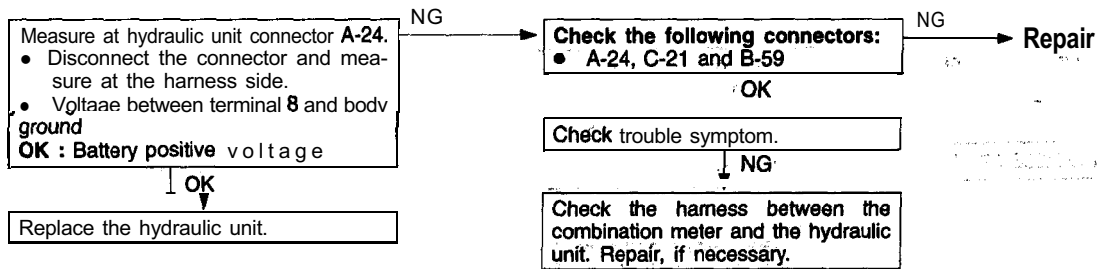 Measure at hydraulic unit connector A-24.
● Disconnect the connector and mea-
sure at the harness side.
● Voltage between terminal 8 and body
ground
OK : Battery positive voltage
OK
Replace the hydraulic unit.
NG
Check the following connectors:
● A-24, C-21 and B-59
NG
Repair
OK
Check trouble symptom.
NG
Check the harness between the
combination meter and the hydraulic
unit. Repair, if necessary.